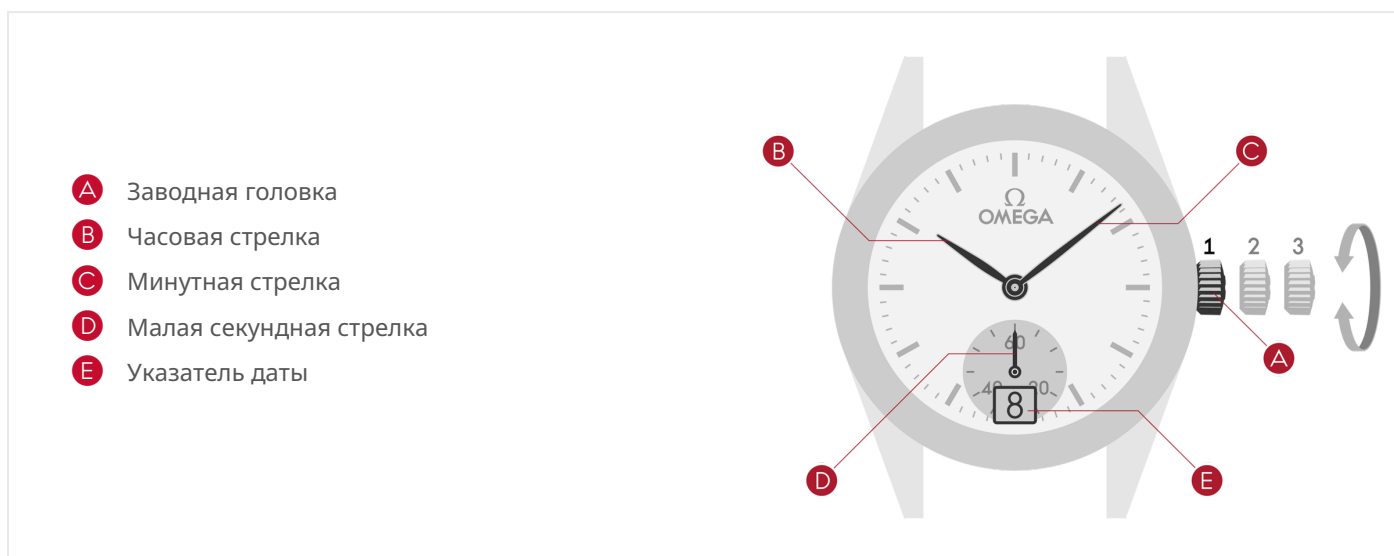 A Заводная головка
B Часовая стрелка
C Минутная стрелка
D Малая секундная стрелка
E Указатель даты
B
C
Ω
OMEGA
1 2 3
60
40 20
8
A
D
E